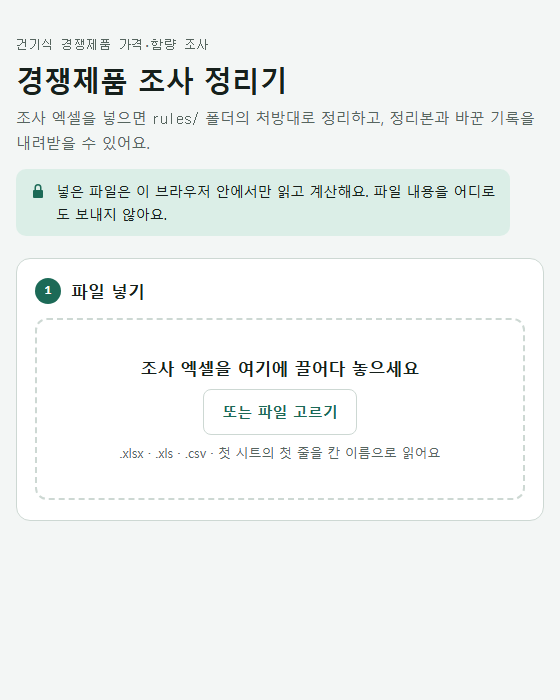 건기식 경쟁제품 가격·함량 조사
경쟁제품 조사 정리기
조사 엑셀을 넣으면 rules/ 폴더의 처방대로 정리하고, 정리본과 바꾼 기록을
내려받을 수 있어요.
넣은 파일은 이 브라우저 안에서만 읽고 계산해요. 파일 내용을 어디로
도 보내지 않아요.
1 파일 넣기
조사 엑셀을 여기에 끌어다 놓으세요
또는 파일 고르기
.xlsx · .xls · .csv · 첫 시트의 첫 줄을 칸 이름으로 읽어요